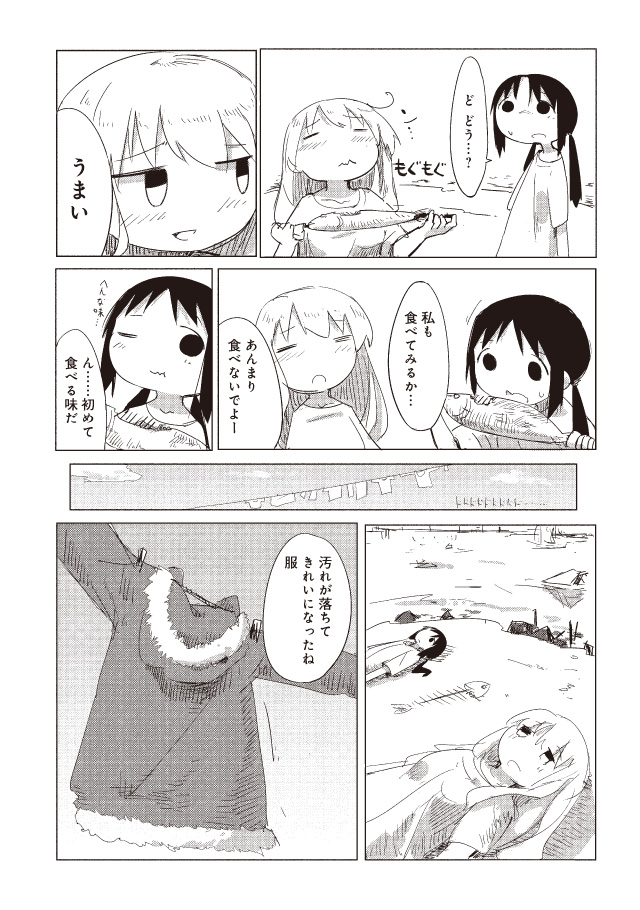 ど どう…?
もぐもぐ
うまい
私も
食べてみるか…
あんまり
食べないでよー
へんな味…
ん……初めて
食べる味だ
汚れが落ちて
きれいになったね
服